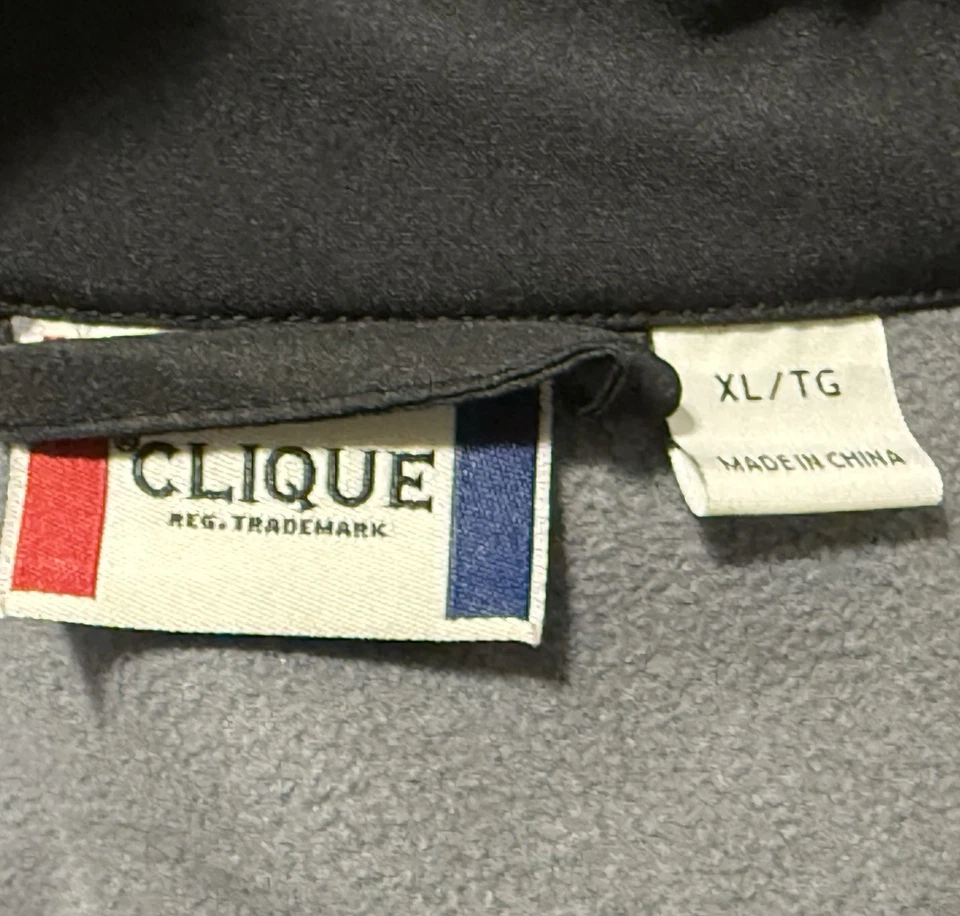 CLIQUE
REG. TRADEMARK
XL/TG
MADE IN CHINA